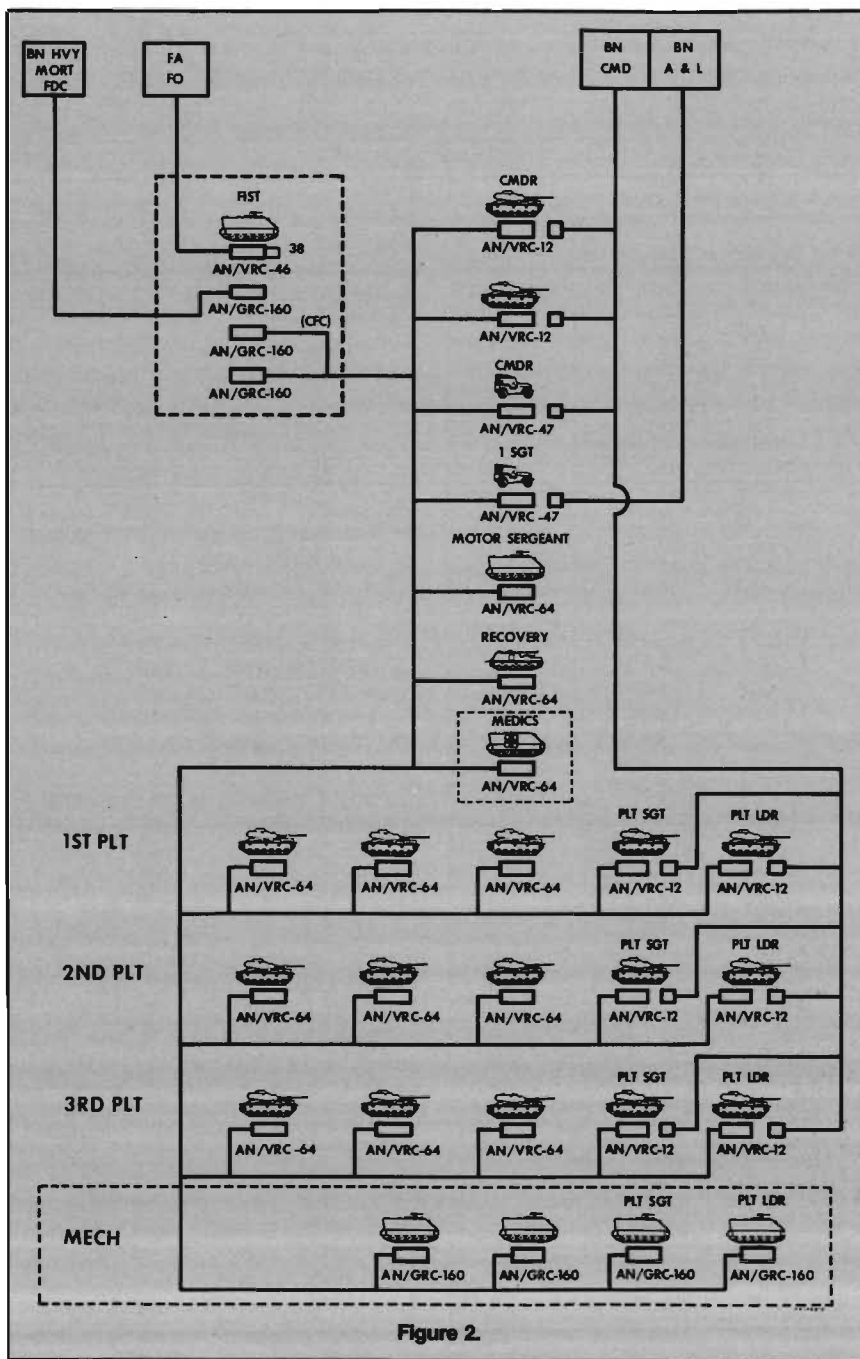 BN HVY
MORT
FDC
FA
FO
BN
CMD
BN
A & L
FIST
38
AN/VRC-46
AN/GRC-160
(CFC)
AN/GRC-160
AN/GRC-160
CMDR
AN/VRC-12
AN/VRC-12
CMDR
AN/VRC-47
1 SGT
AN/VRC -47
MOTOR SERGEANT
AN/VRC-64
RECOVERY
AN/VRC-64
MEDICS
AN/VRC-64
1ST PLT
PLT SGT PLT LDR
AN/VRC-64 AN/VRC-64 AN/VRC-64 AN/VRC-12 AN/VRC-12
2ND PLT
PLT SGT PLT LDR
AN/VRC-64 AN/VRC-64 AN/VRC-64 AN/VRC-12 AN/VRC-12
3RD PLT
PLT SGT PLT LDR
AN/VRC -64 AN/VRC-64 AN/VRC-64 AN/VRC-12 AN/VRC-12
MECH
PLT SGT PLT LDR
AN/GRC-160 AN/GRC-160 AN/GRC-160 AN/GRC-160
Figure 2.